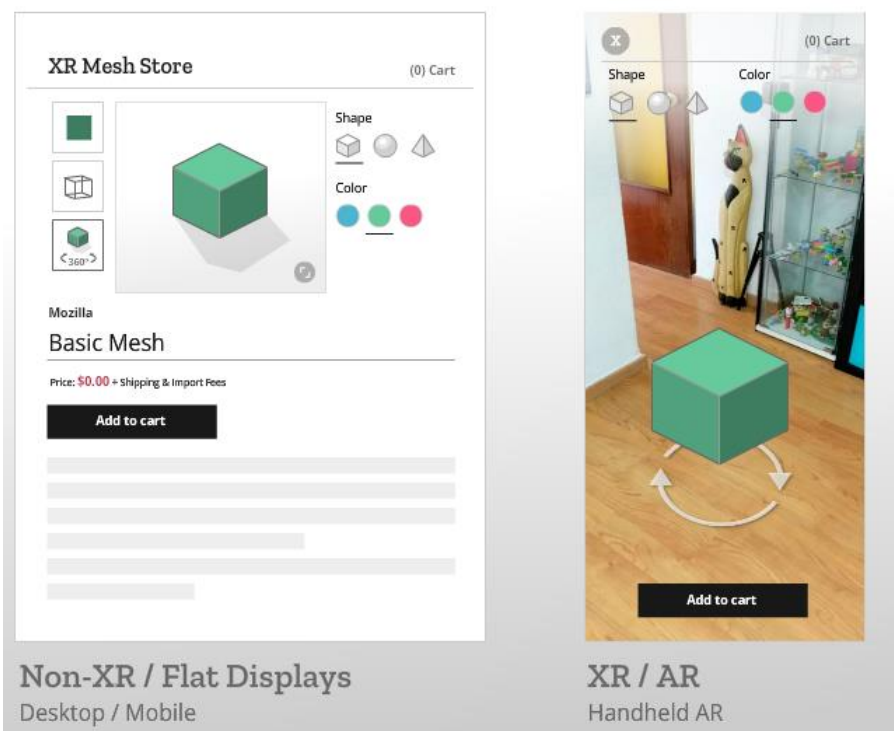 XR Mesh Store
(0) Cart
Shape
Color
360º
Mozilla
Basic Mesh
Price: $0.00 + Shipping & Import Fees
Add to cart
Non-XR / Flat Displays
Desktop / Mobile
X
(0) Cart
Shape
Color
Add to cart
XR / AR
Handheld AR